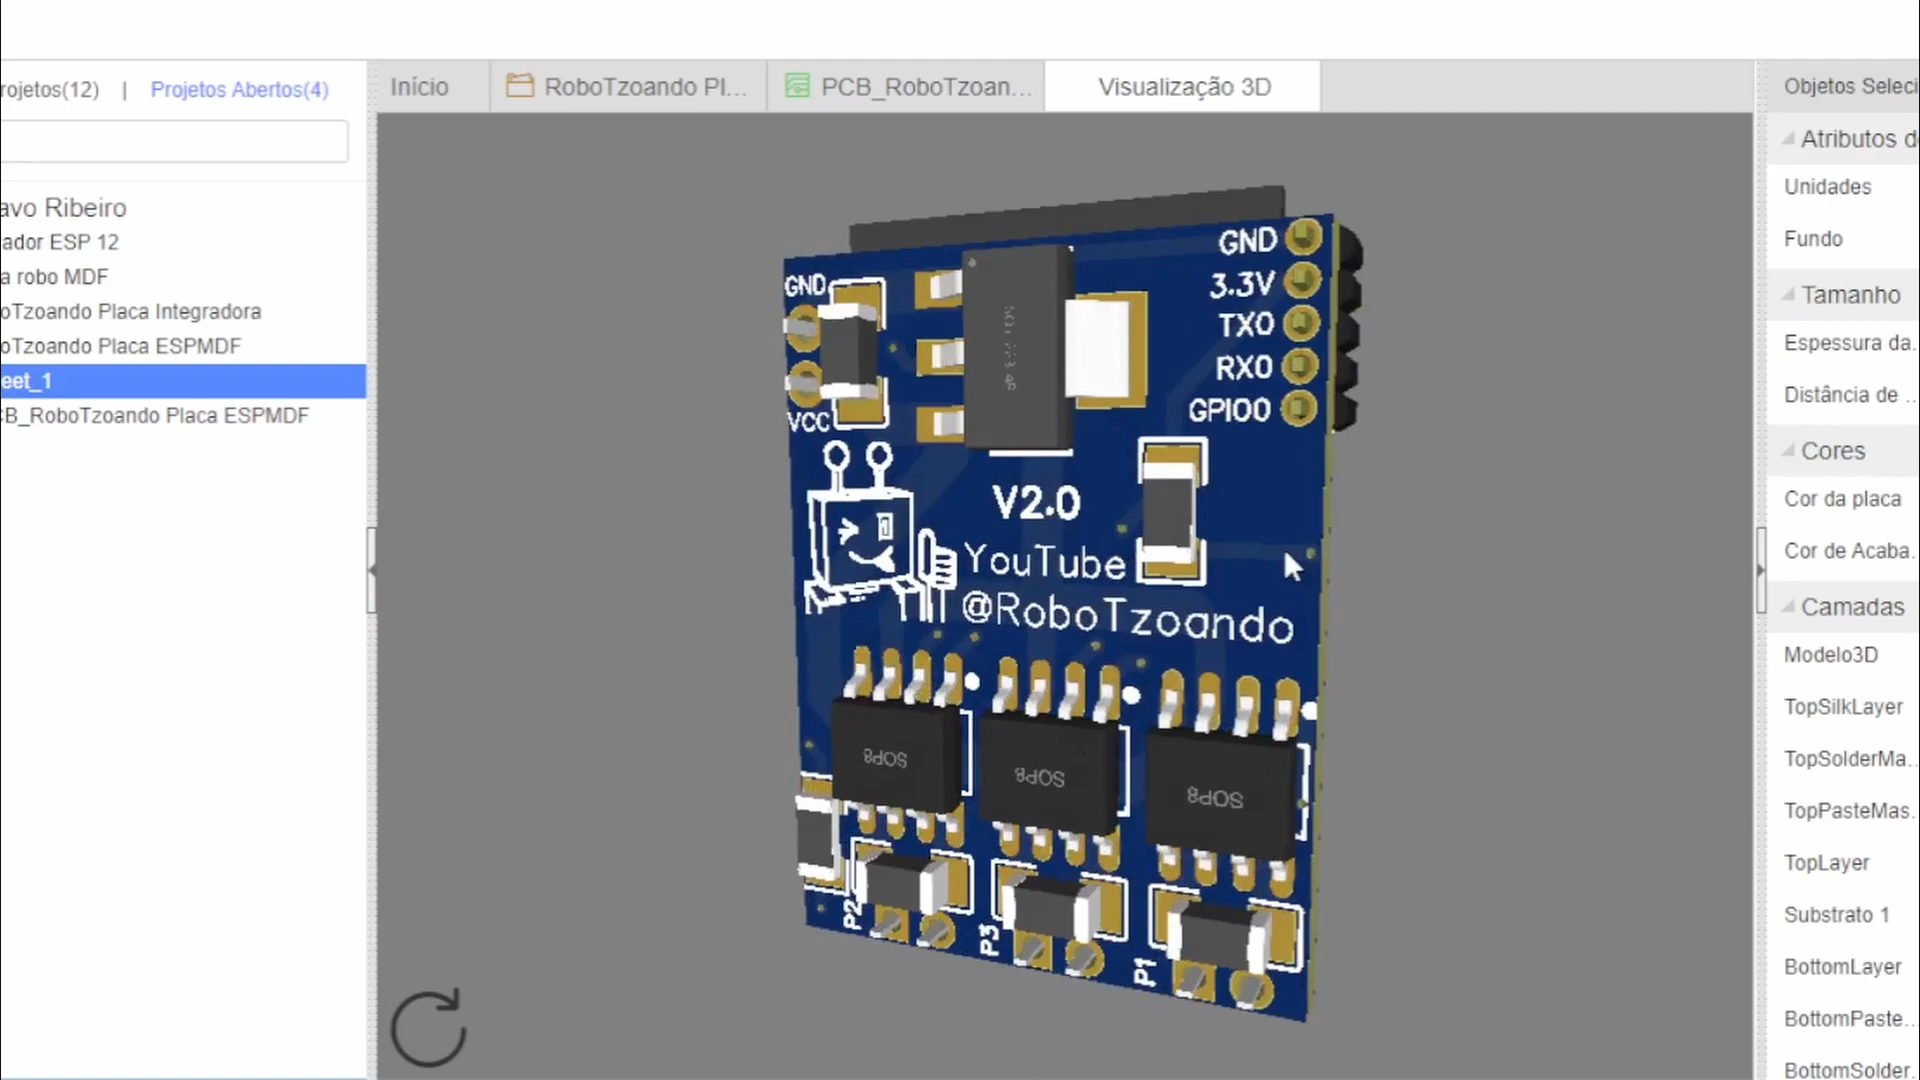 rojetos(12) | Projetos Abertos(4)
Início
RoboTzoando Pl...
PCB_RoboTzoan...
Visualização 3D
avo Ribeiro
ador ESP 12
a robo MDF
oTzoando Placa Integradora
oTzoando Placa ESPMDF
eet_1
CB_RoboTzoando Placa ESPMDF
GND
VCC
GND
3.3V
TX0
RX0
GPIO0
V2.0
YouTube
@RoboTzoando
SOP8
SOP8
SOP8
P2
P3
P1
Objetos Seleci
Atributos d
Unidades
Fundo
Tamanho
Espessura da...
Distância de ...
Cores
Cor da placa
Cor de Acaba...
Camadas
Modelo3D
TopSilkLayer
TopSolderMa...
TopPasteMas...
TopLayer
Substrato 1
BottomLayer
BottomPaste...
BottomSolder...